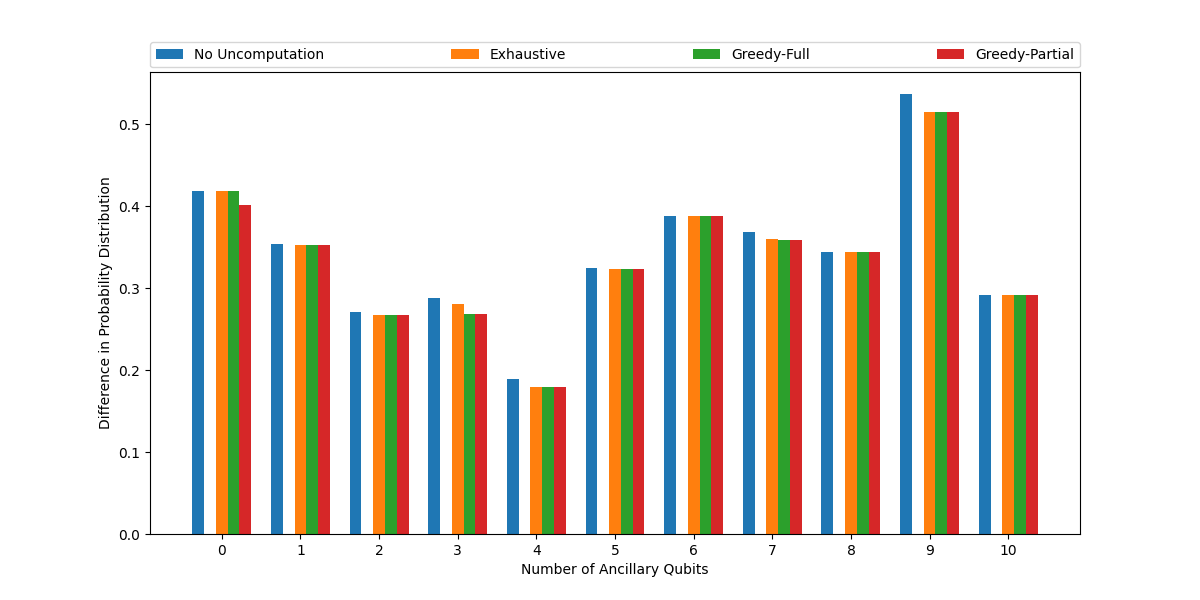 No Uncomputation Exhaustive Greedy-Full Greedy-Partial
0.5
0.4
0.3
0.2
0.1
0.0
Difference in Probability Distribution
0 1 2 3 4 5 6 7 8 9 10
Number of Ancillary Qubits